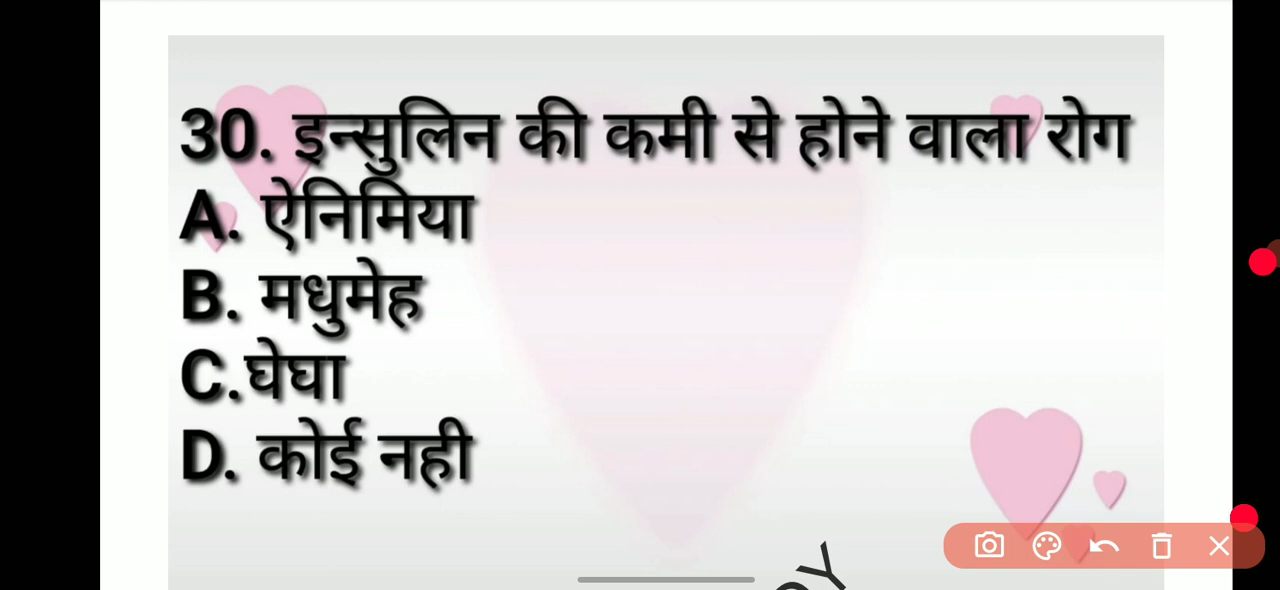 30. इन्सुलिन की कमी से होने वाला रोग
A. ऐनिमिया
B. मधुमेह
C.घेघा
D. कोई नही